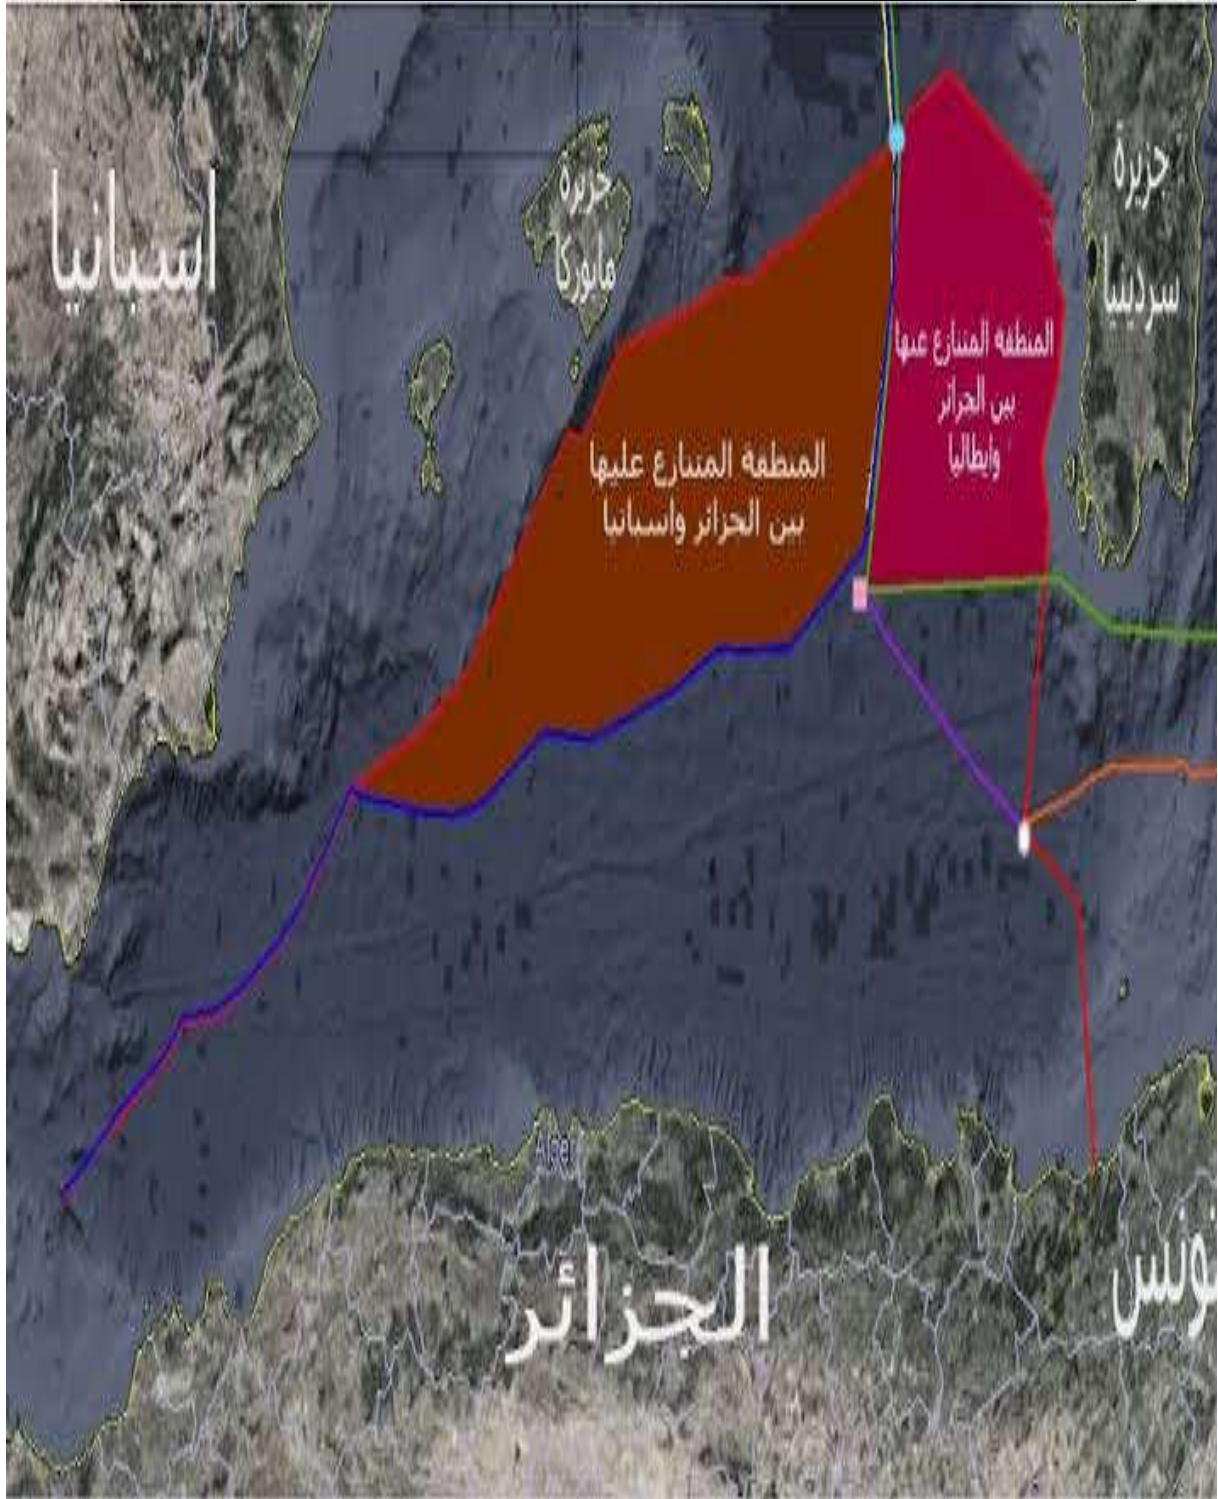 اسبانيا
جزيرة
مايوركا
جزيرة
سردينيا
المنطقة المتنازع عنها
بين الجزائر
وايطاليا
المنطقة المتنازع عليها
بين الجزائر واسبانيا
Alger
الجزائر
تونس